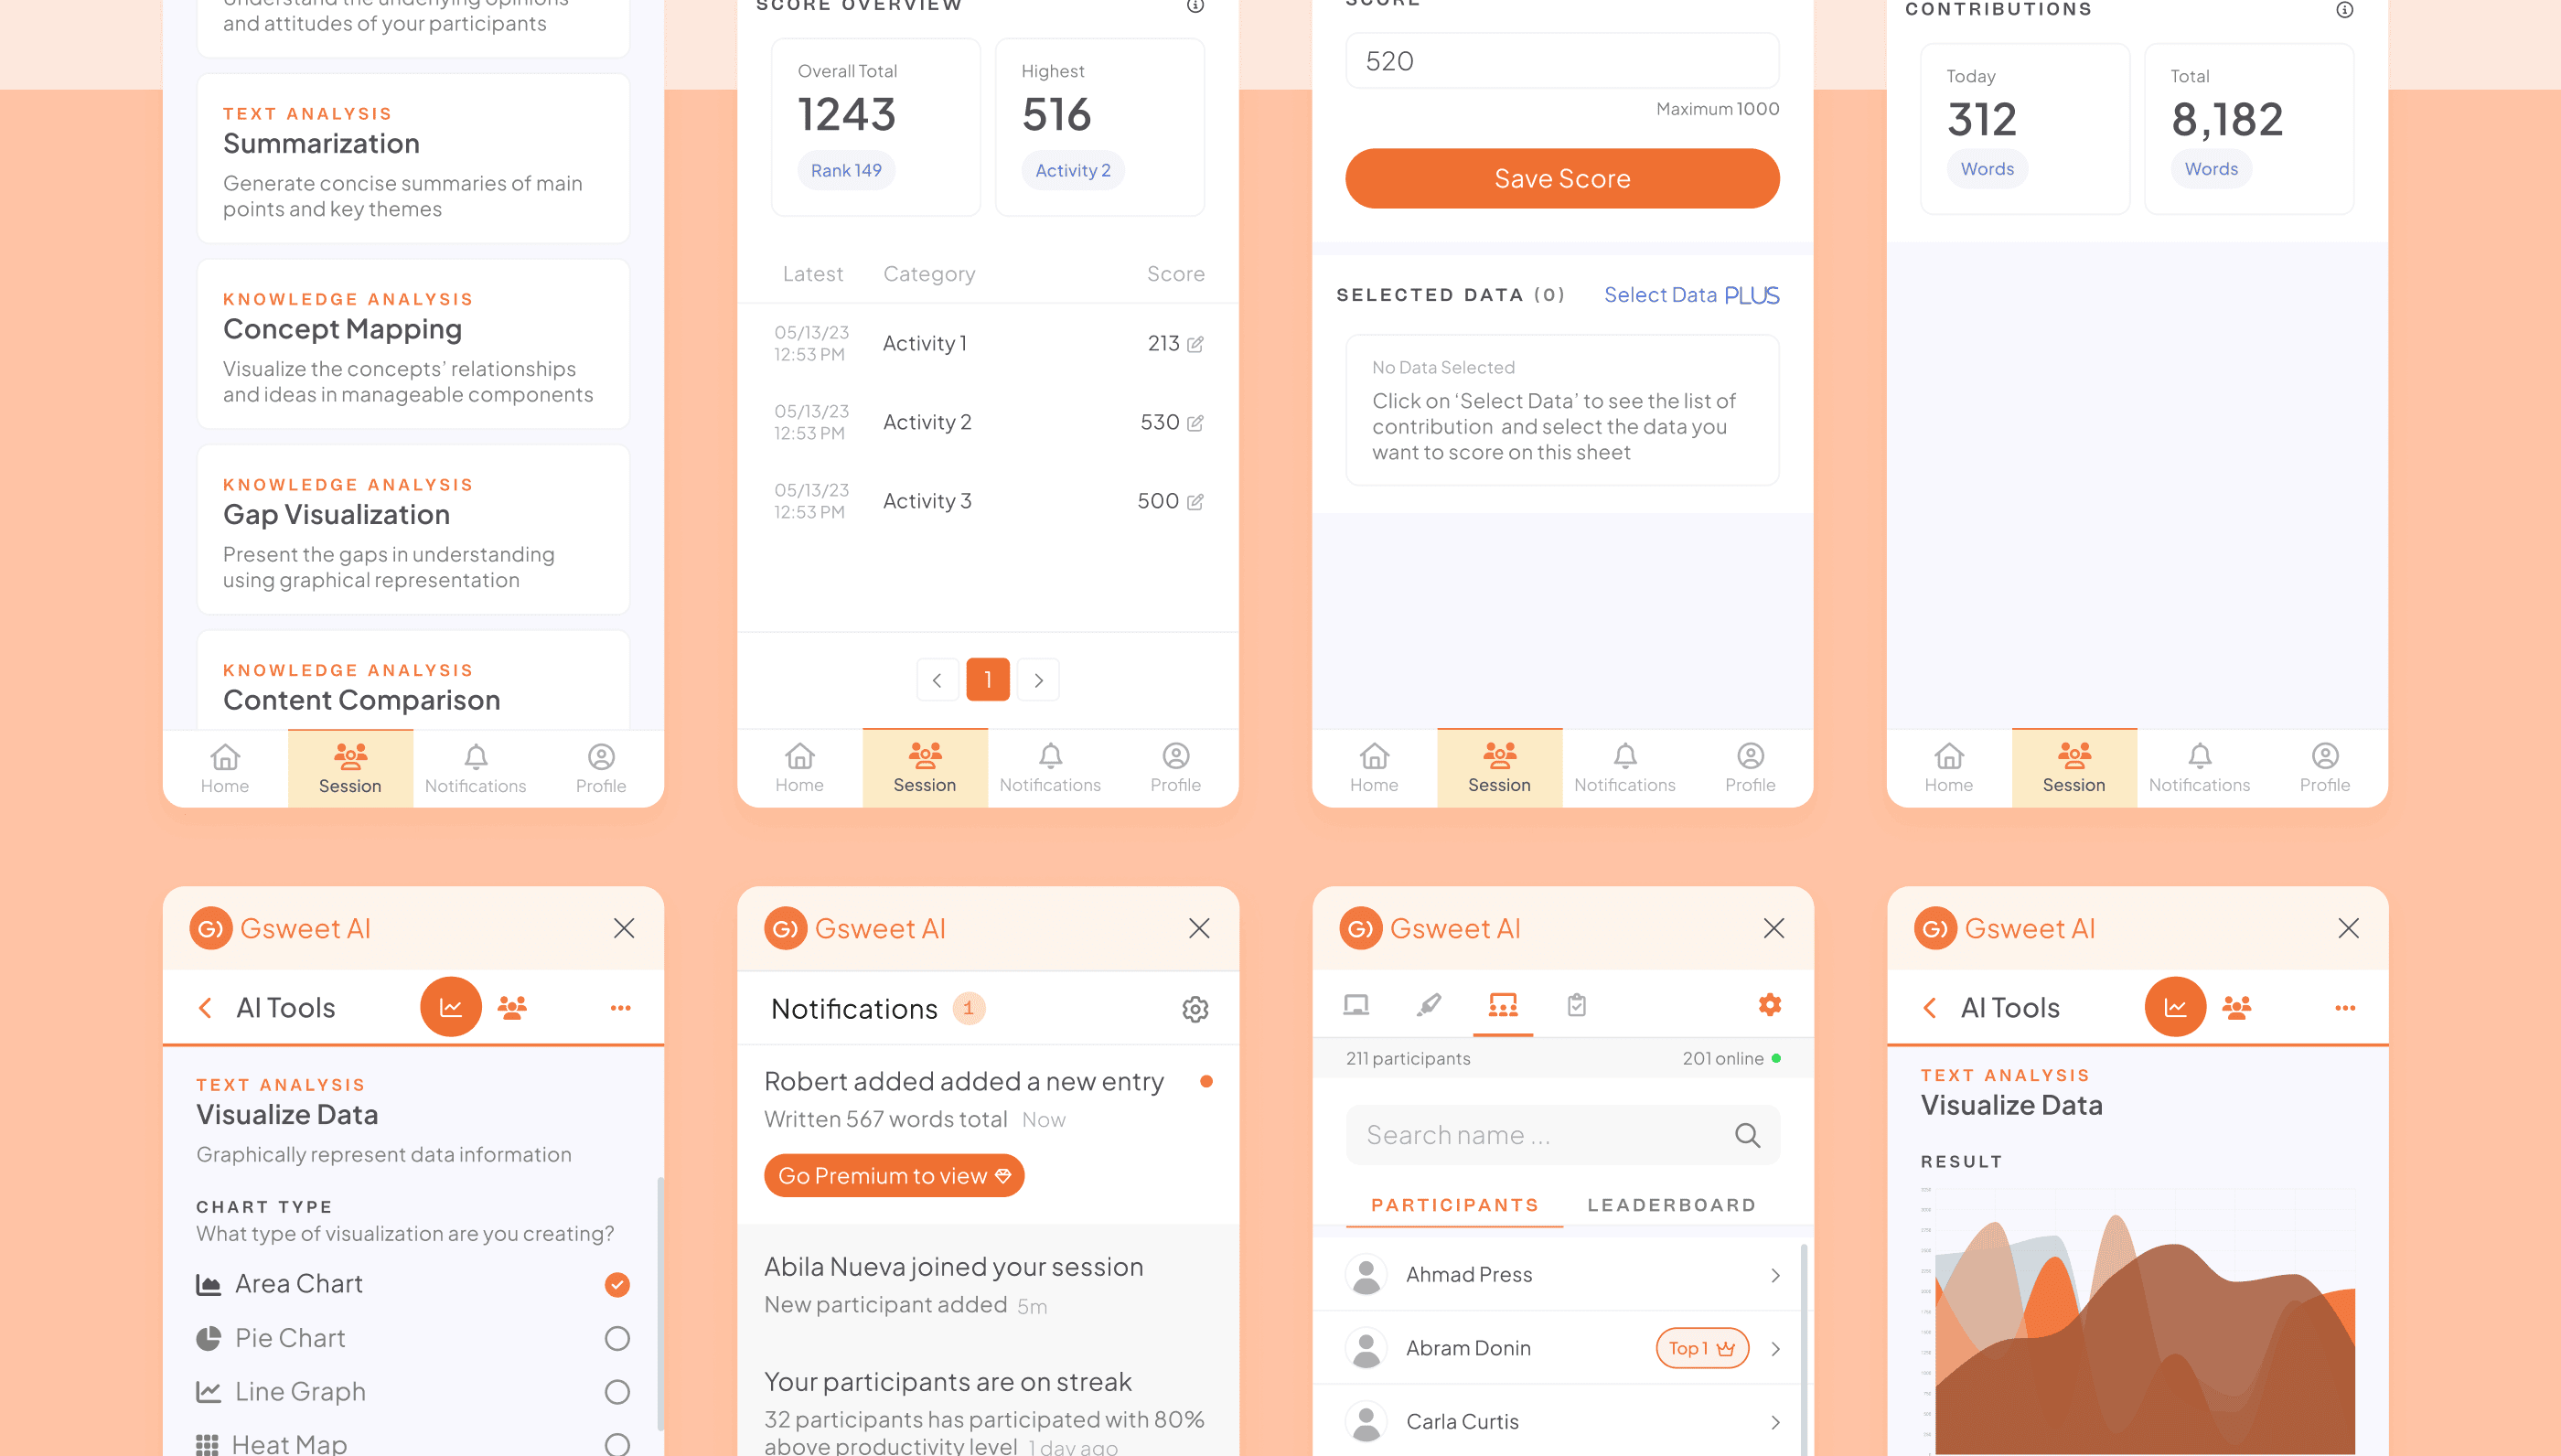 Understand the underlying opinions
and attitudes of your participants
TEXT ANALYSIS
Summarization
Generate concise summaries of main
points and key themes
KNOWLEDGE ANALYSIS
Concept Mapping
Visualize the concepts’ relationships
and ideas in manageable components
KNOWLEDGE ANALYSIS
Gap Visualization
Present the gaps in understanding
using graphical representation
KNOWLEDGE ANALYSIS
Content Comparison
Home Session Notifications Profile
SCORE OVERVIEW
Overall Total Highest
1243 516
Rank 149 Activity 2
Latest Category Score
05/13/23
12:53 PM
Activity 1 213
05/13/23
12:53 PM
Activity 2 530
05/13/23
12:53 PM
Activity 3 500
1
Home Session Notifications Profile
SCORE
520
Maximum 1000
Save Score
SELECTED DATA (0) Select Data PLUS
No Data Selected
Click on ‘Select Data’ to see the list of
contribution and select the data you
want to score on this sheet
Home Session Notifications Profile
CONTRIBUTIONS
Today Total
312 8,182
Words Words
Home Session Notifications Profile
G) Gsweet AI
AI Tools
TEXT ANALYSIS
Visualize Data
Graphically represent data information
CHART TYPE
What type of visualization are you creating?
Area Chart
Pie Chart
Line Graph
Heat Map
G) Gsweet AI
Notifications 1
Robert added added a new entry
Written 567 words total Now
Go Premium to view
Abila Nueva joined your session
New participant added 5m
Your participants are on streak
32 participants has participated with 80%
above productivity level 1 day ago
G) Gsweet AI
211 participants 201 online
Search name ...
PARTICIPANTS LEADERBOARD
Ahmad Press
Abram Donin Top 1
Carla Curtis
G) Gsweet AI
AI Tools
TEXT ANALYSIS
Visualize Data
RESULT